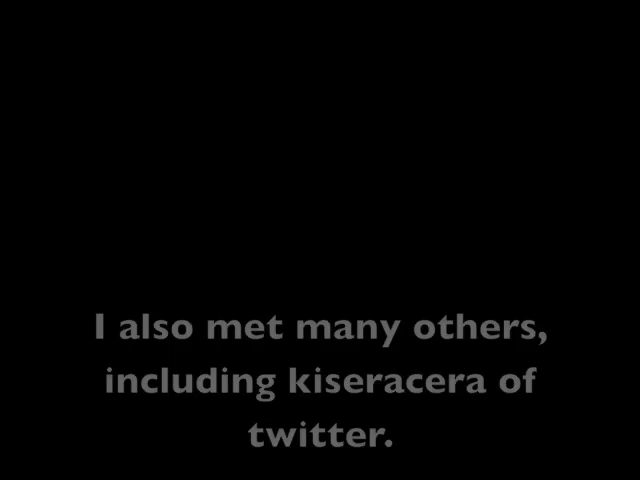 I also met many others,
including kiseracera of
twitter.